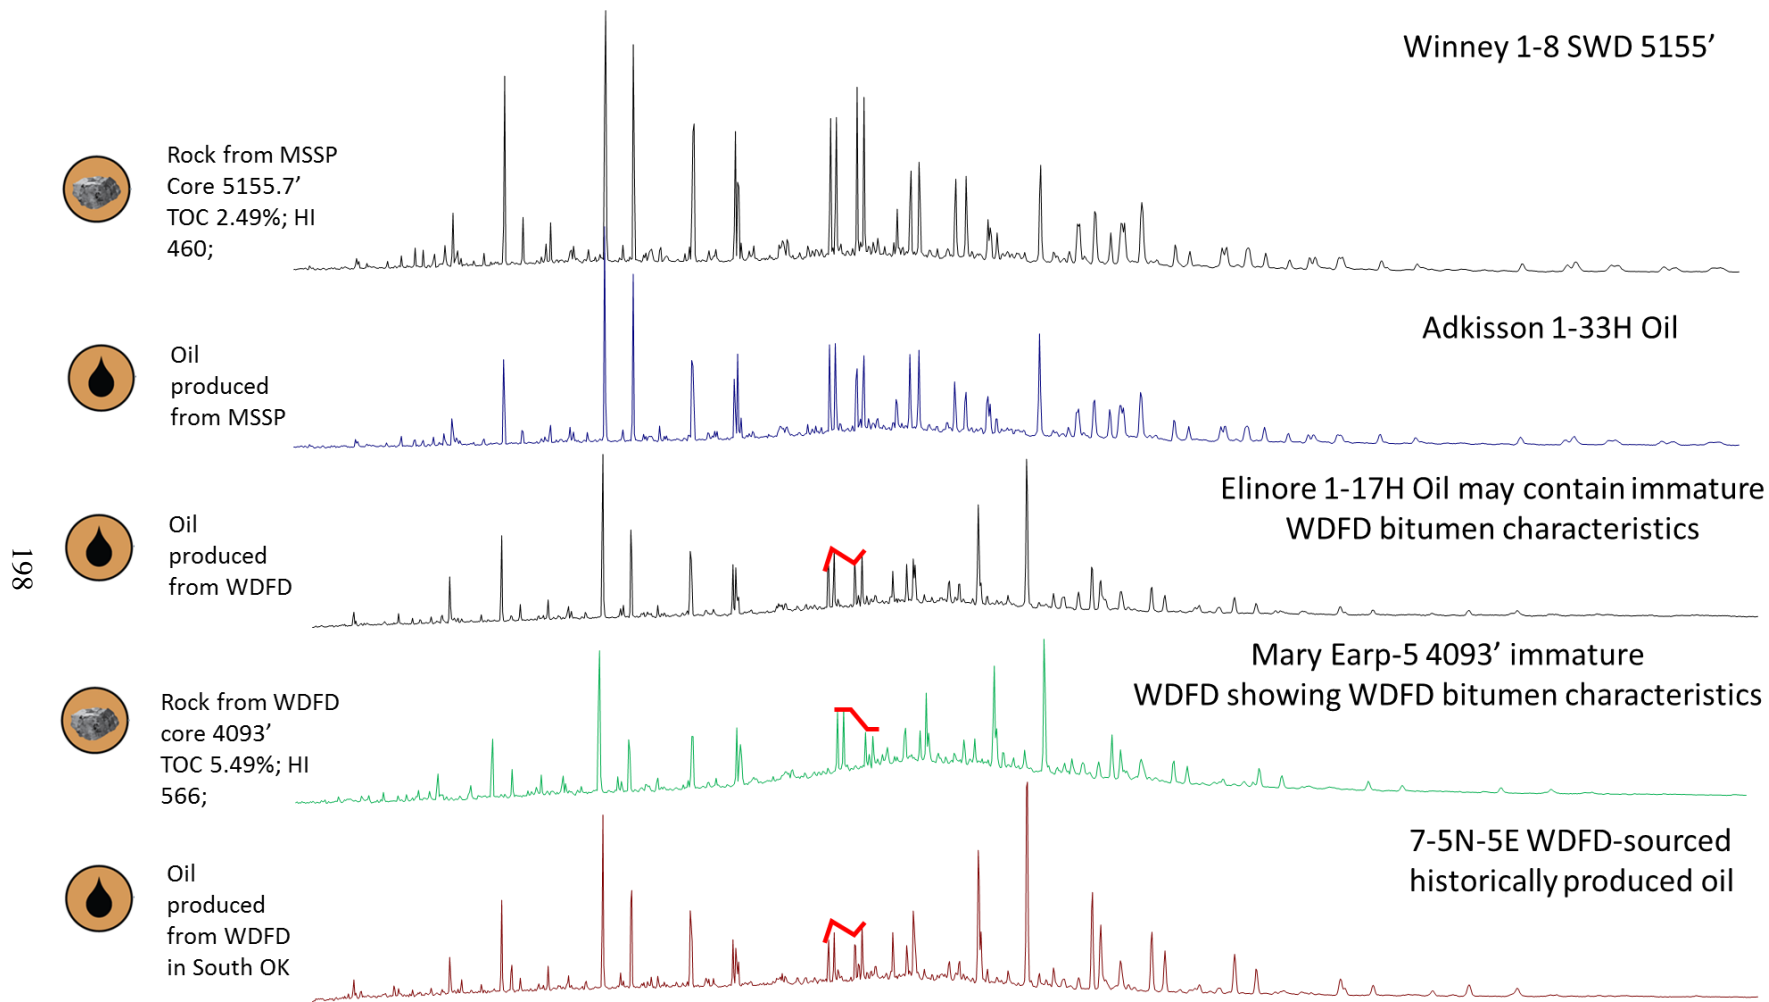 Winney 1-8 SWD 5155’
Rock from MSSP
Core 5155.7’
TOC 2.49%; HI
460;
Adkisson 1-33H Oil
Oil
produced
from MSSP
Elinore 1-17H Oil may contain immature
WDFD bitumen characteristics
Oil
produced
from WDFD
198
Mary Earp-5 4093’ immature
WDFD showing WDFD bitumen characteristics
Rock from WDFD
core 4093’
TOC 5.49%; HI
566;
7-5N-5E WDFD-sourced
historically produced oil
Oil
produced
from WDFD
in South OK